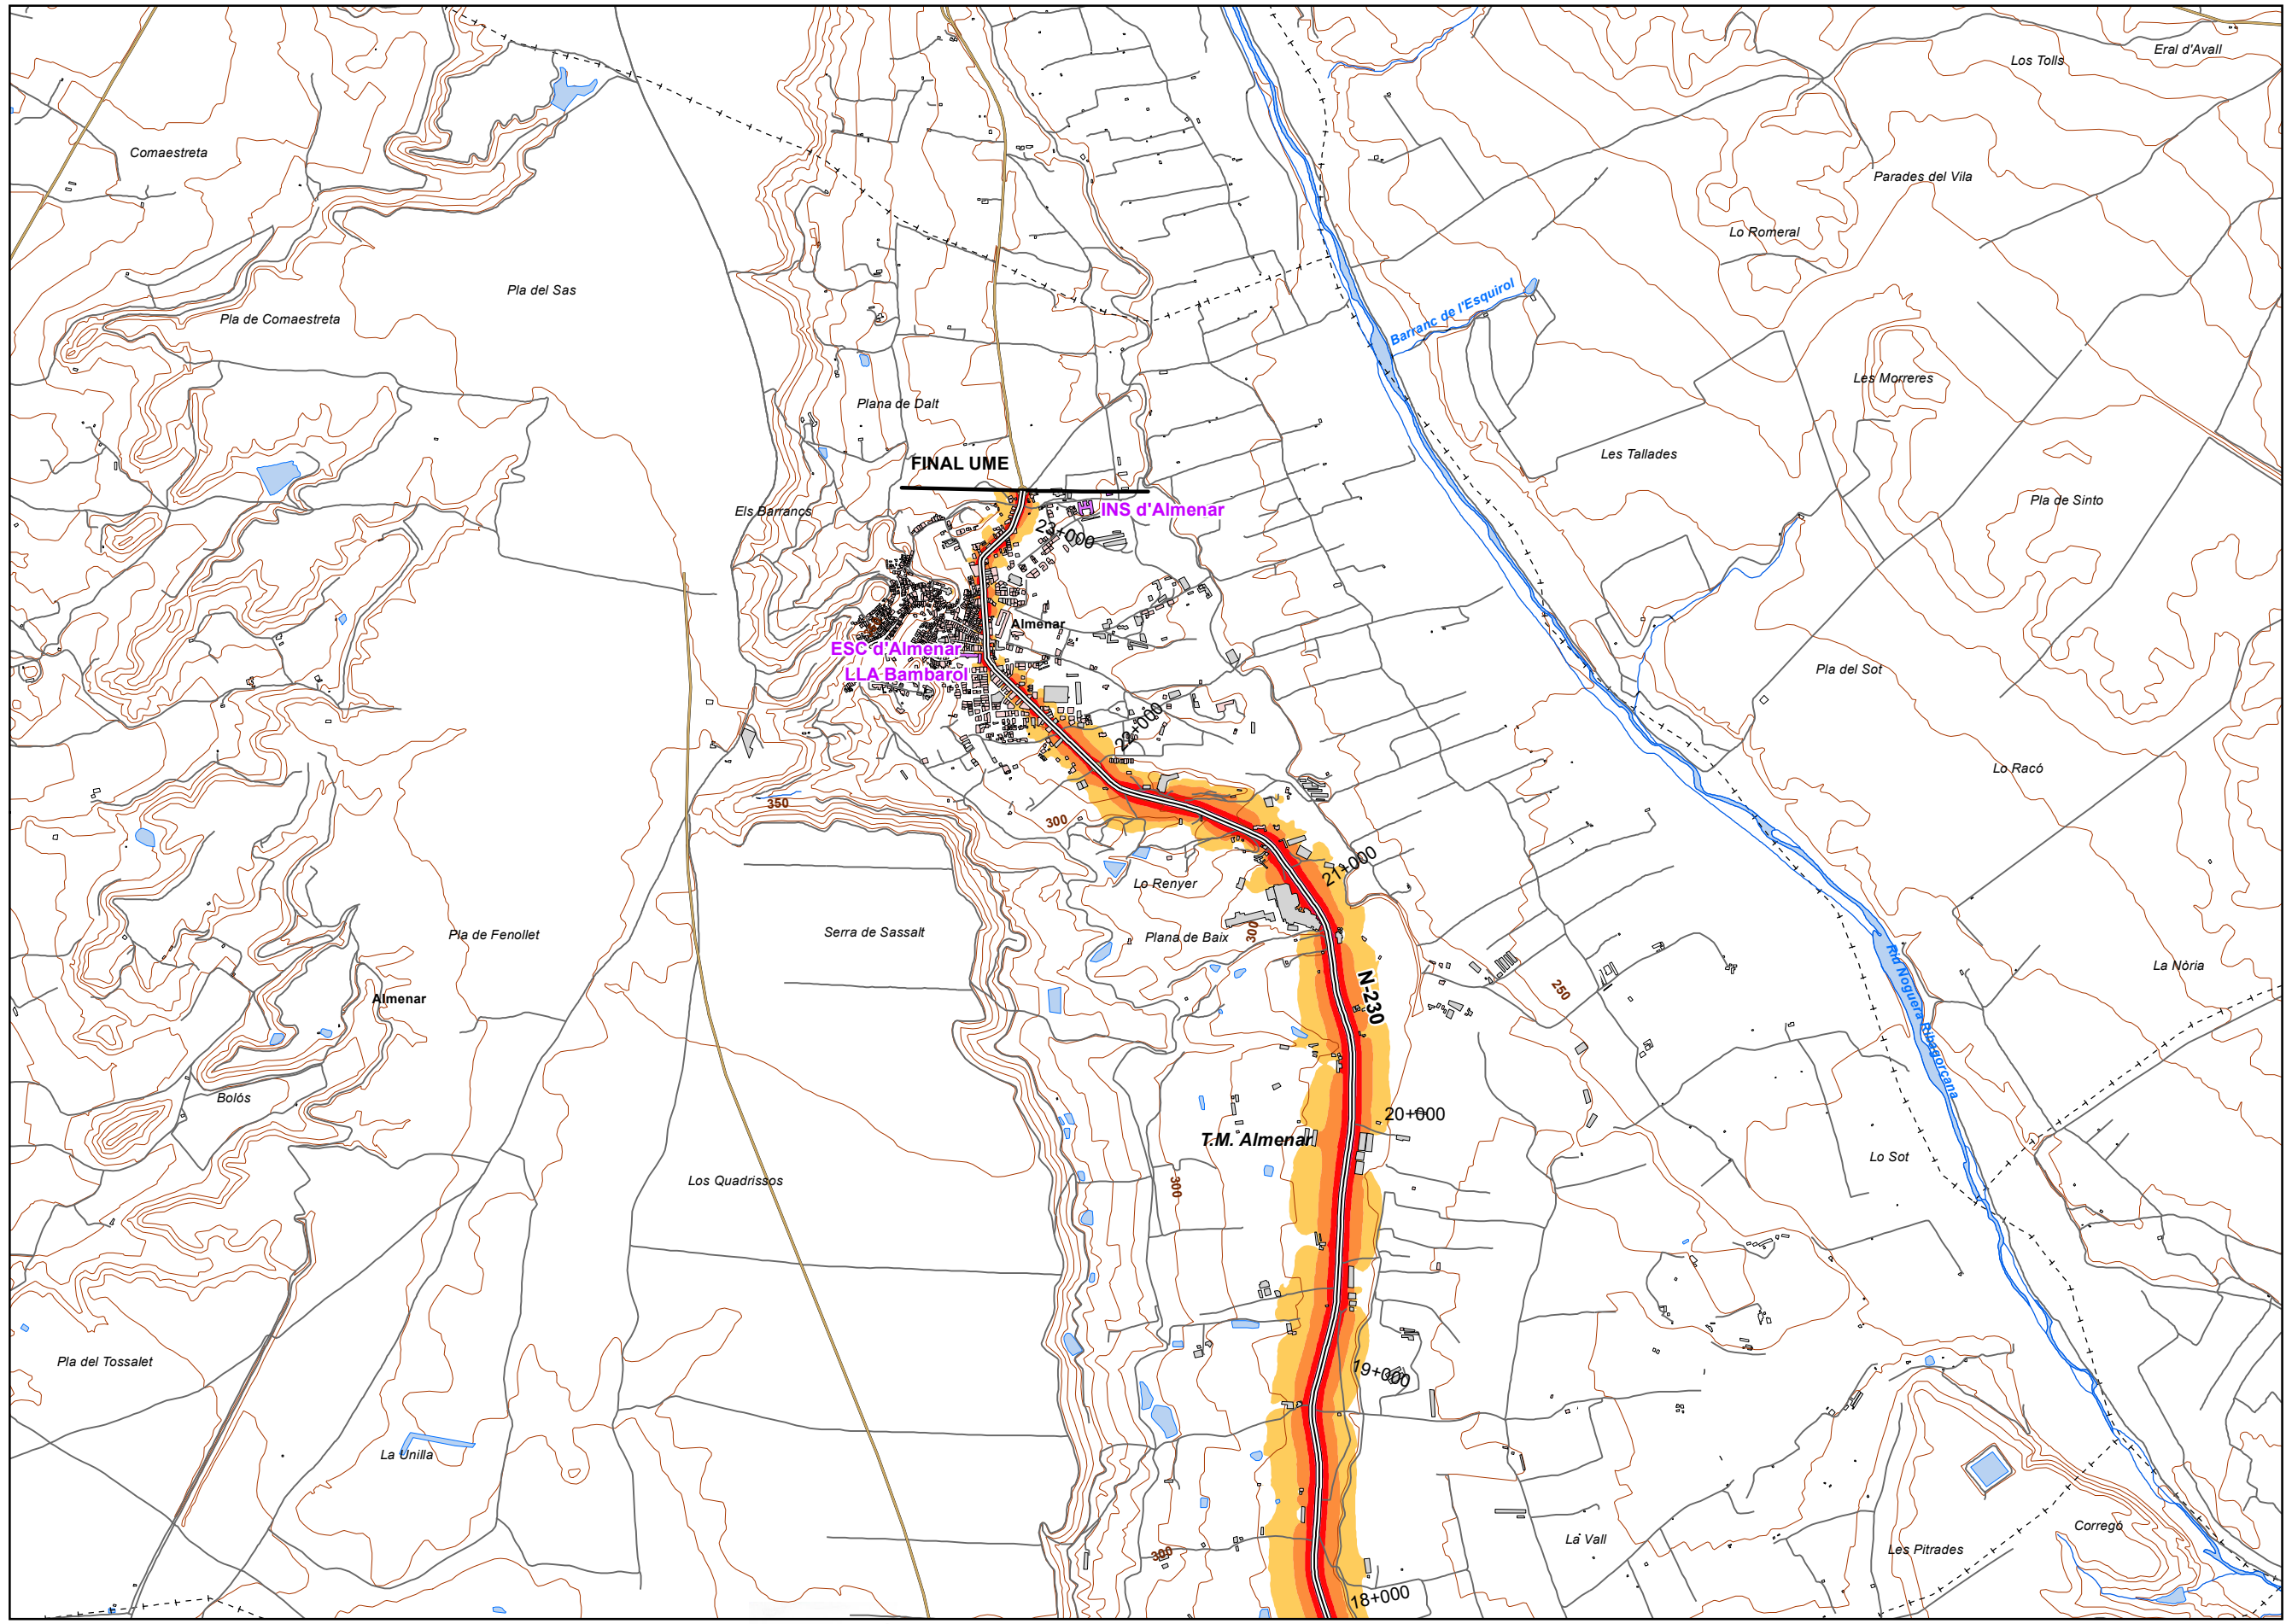 Eral d'Avall
Los Tolls
Comaestreta
Parades del Vila
Lo Romeral
Pla del Sas
Barranc de l'Esquirol
Pla de Comaestreta
Les Morreres
Plana de Dalt
Les Tallades
FINAL UME
Pla de Sinto
Els Barrancs
INS d'Almenar
23+000
Almenar
ESC d'Almenar
LLA Bambarol
Pla del Sot
22+000
Lo Racó
350
300
21+000
Lo Renyer
Serra de Sassalt
Pla de Fenollet
Plana de Baix
300
La Nòria
N-230
250
Riu Noguera Ribagorçana
Almenar
Bolós
20+000
T.M. Almenar
Lo Sot
Los Quadrissos
300
Pla del Tossalet
19+000
La Unilla
Corregó
La Vall
Les Pitrades
300
18+000